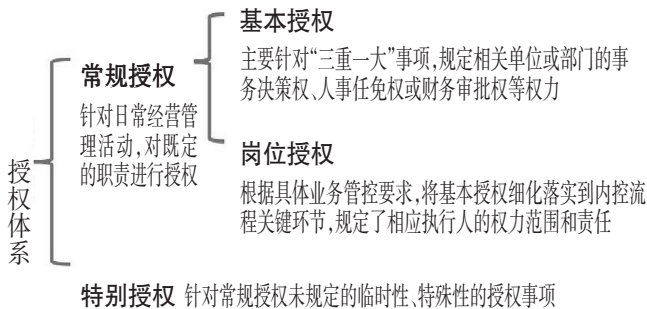 授权体系
常规授权
针对日常经营管
理活动,对既定
的职责进行授权
基本授权
主要针对“三重一大”事项,规定相关单位或部门的事
务决策权、人事任免权或财务审批权等权力
岗位授权
根据具体业务管控要求,将基本授权细化落实到内控流
程关键环节,规定了相应执行人的权力范围和责任
特别授权 针对常规授权未规定的临时性、特殊性的授权事项